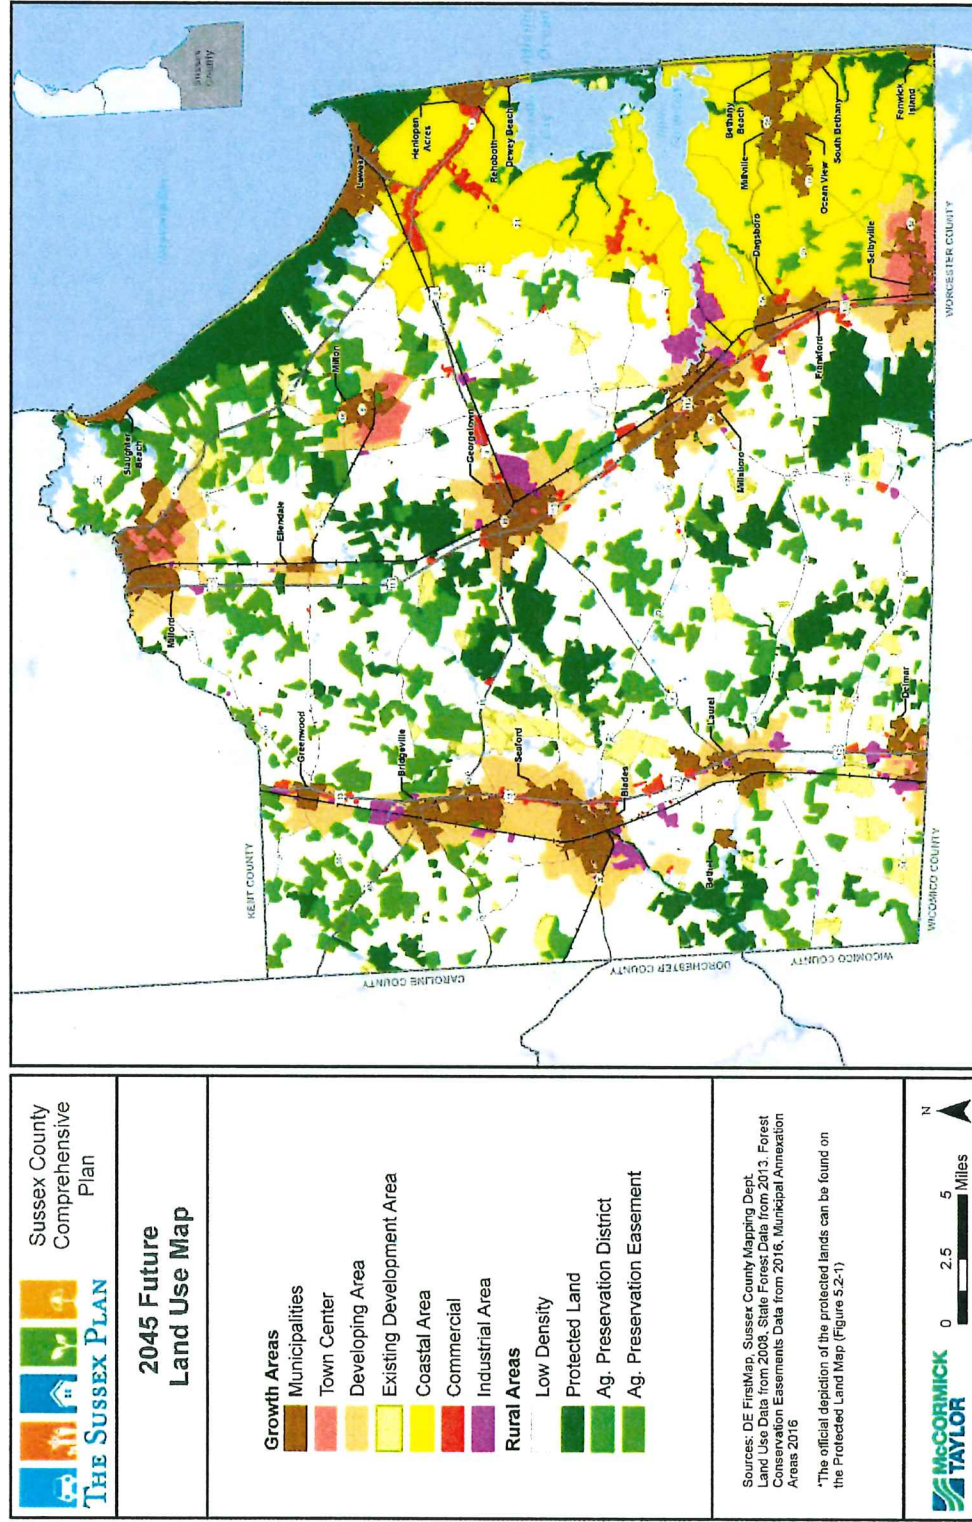 Sussex County
Comprehensive
Plan
THE SUSSEX PLAN
2045 Future
Land Use Map
Growth Areas
Municipalities
Town Center
Developing Area
Existing Development Area
Coastal Area
Commercial
Industrial Area
Rural Areas
Low Density
Protected Land
Ag. Preservation District
Ag. Preservation Easement
Sources: DE FirstMap, Sussex County Mapping Dept.
Land Use Data from 2008. State Forest Data from 2013. Forest
Conservation Easements Data from 2016. Municipal Annexation
Areas 2016
*The official depiction of the protected lands can be found on
the Protected Land Map (Figure 5.2-1)
McCORMICK
TAYLOR
0 2.5 5
Miles
N
Sussex
County
KENT COUNTY
CAROLINE COUNTY
DORCHESTER COUNTY
WICOMICO COUNTY
WICOMICO COUNTY
WORCESTER COUNTY
Slaughter
Beach
Milford
Lewes
Milton
Ellendale
Greenwood
Henlopen
Acres
Rehoboth
Dewey Beach
Georgetown
Bridgeville
Seaford
Blades
Bethel
Laurel
Delmar
Millsboro
Dagsboro
Frankford
Selbyville
Millville
Bethany
Beach
Ocean View
South Bethany
Fenwick
Island